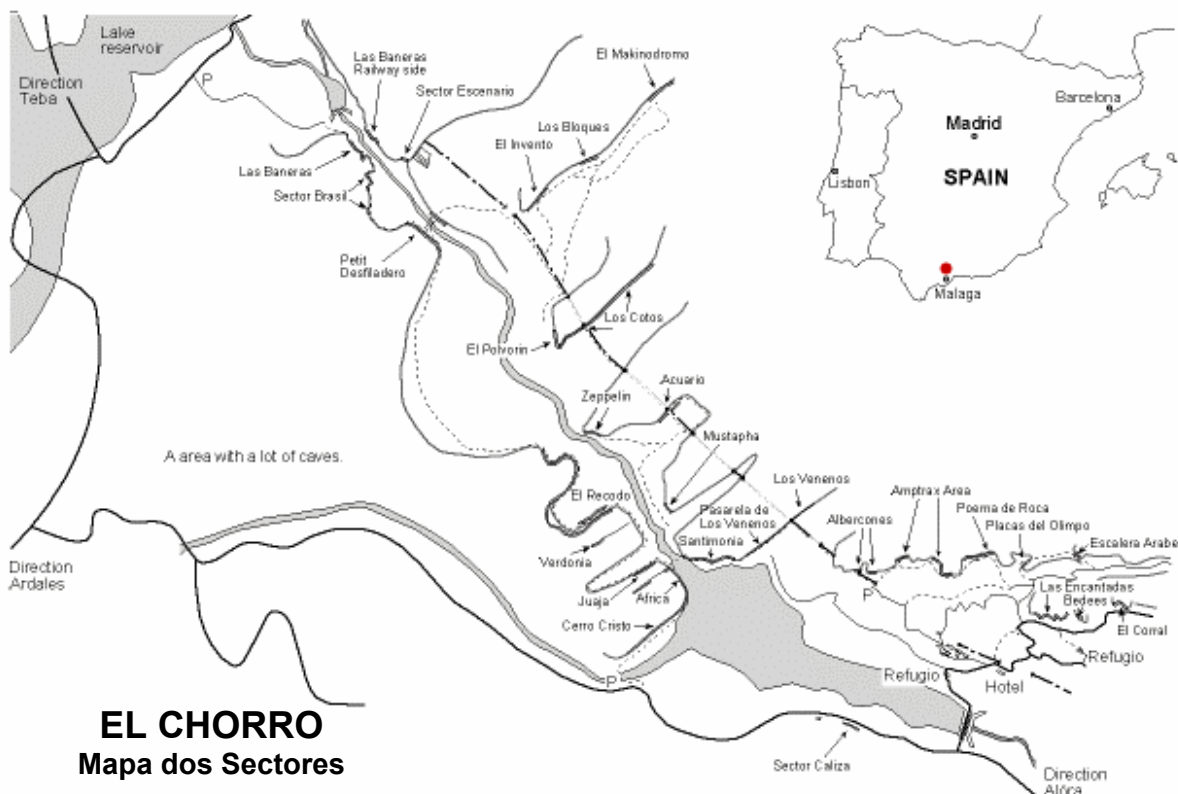 Lake
reservoir
Direction
Teba
P
Las Baneras
Railway side
Sector Escenario
El Makinodromo
Los Bloques
El Invento
Las Baneras
Sector Brasil
Petit
Desfiladero
Barcelona
Madrid
Lisbon
SPAIN
Malaga
Los Cotos
El Polvorin
Zeppelin
Acuario
Mustapha
A area with a lot of caves.
El Recodo
Los Venenos
Pasarela de
Los Venenos
Santimonia
Albercones
Amptrax Area
Poema de Roca
Placas del Olimpo
Escalera Arabe
Verdonia
Direction
Ardales
Juaja
Africa
Cerro Cristo
P
Las Encantadas
Bedees
El Corral
Refugio
Refugio
Hotel
P
EL CHORRO
Mapa dos Sectores
Sector Caliza
Direction
Alóra